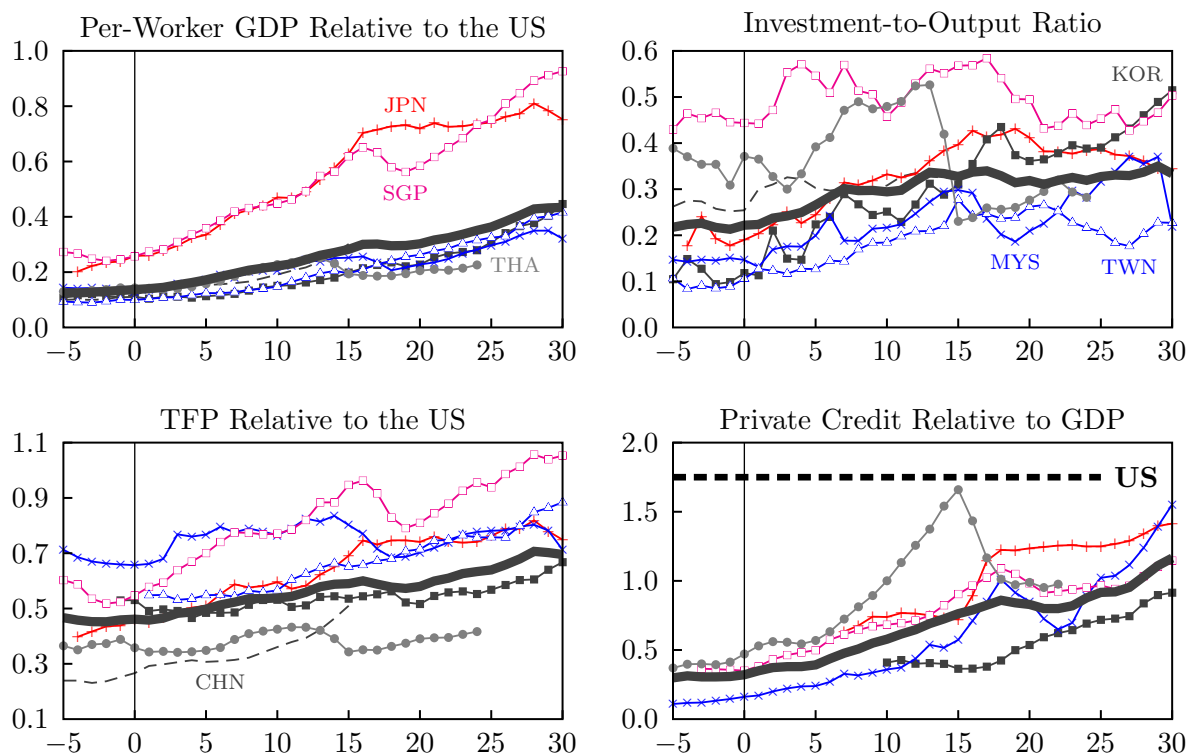 Per-Worker GDP Relative to the US
1.0
0.8
0.6
0.4
0.2
0.0
−5 0 5 10 15 20 25 30
JPN
SGP
THA
Investment-to-Output Ratio
0.6
0.5
0.4
0.3
0.2
0.1
0.0
−5 0 5 10 15 20 25 30
KOR
MYS
TWN
TFP Relative to the US
1.1
0.9
0.7
0.5
0.3
0.1
−5 0 5 10 15 20 25 30
CHN
Private Credit Relative to GDP
2.0
1.5
1.0
0.5
0.0
−5 0 5 10 15 20 25 30
US